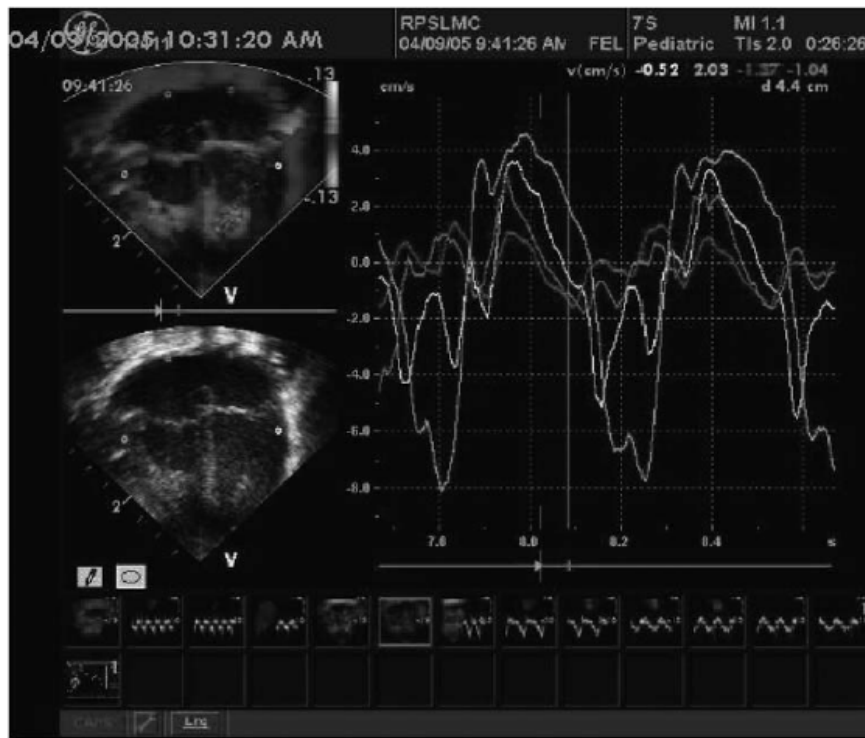 RPSLMC 7S MI 1.1
04/09/2005 10:31:20 AM
04/09/05 9:41:26 AM FEL Pediatric TIs 2.0 0:26:26
v(cm/s) -0.52 2.03 -1.37 -1.04
09:41:26 .13 cm/s d 4.4 cm
4.0
2.0
-.13
2
0.0
V
-2.0
-4.0
-6.0
2
-8.0
V
8.0 8.2 8.4 s